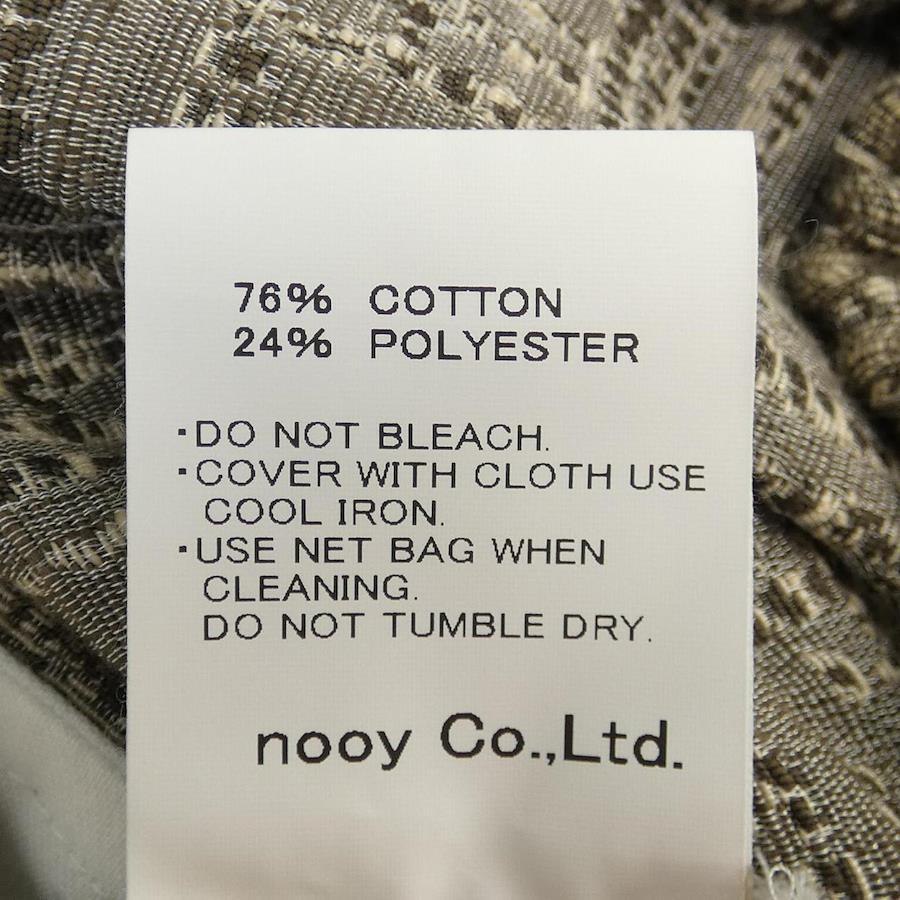 76% COTTON
24% POLYESTER
・DO NOT BLEACH.
・COVER WITH CLOTH USE
COOL IRON.
・USE NET BAG WHEN
CLEANING.
DO NOT TUMBLE DRY.
nooy Co.,Ltd.